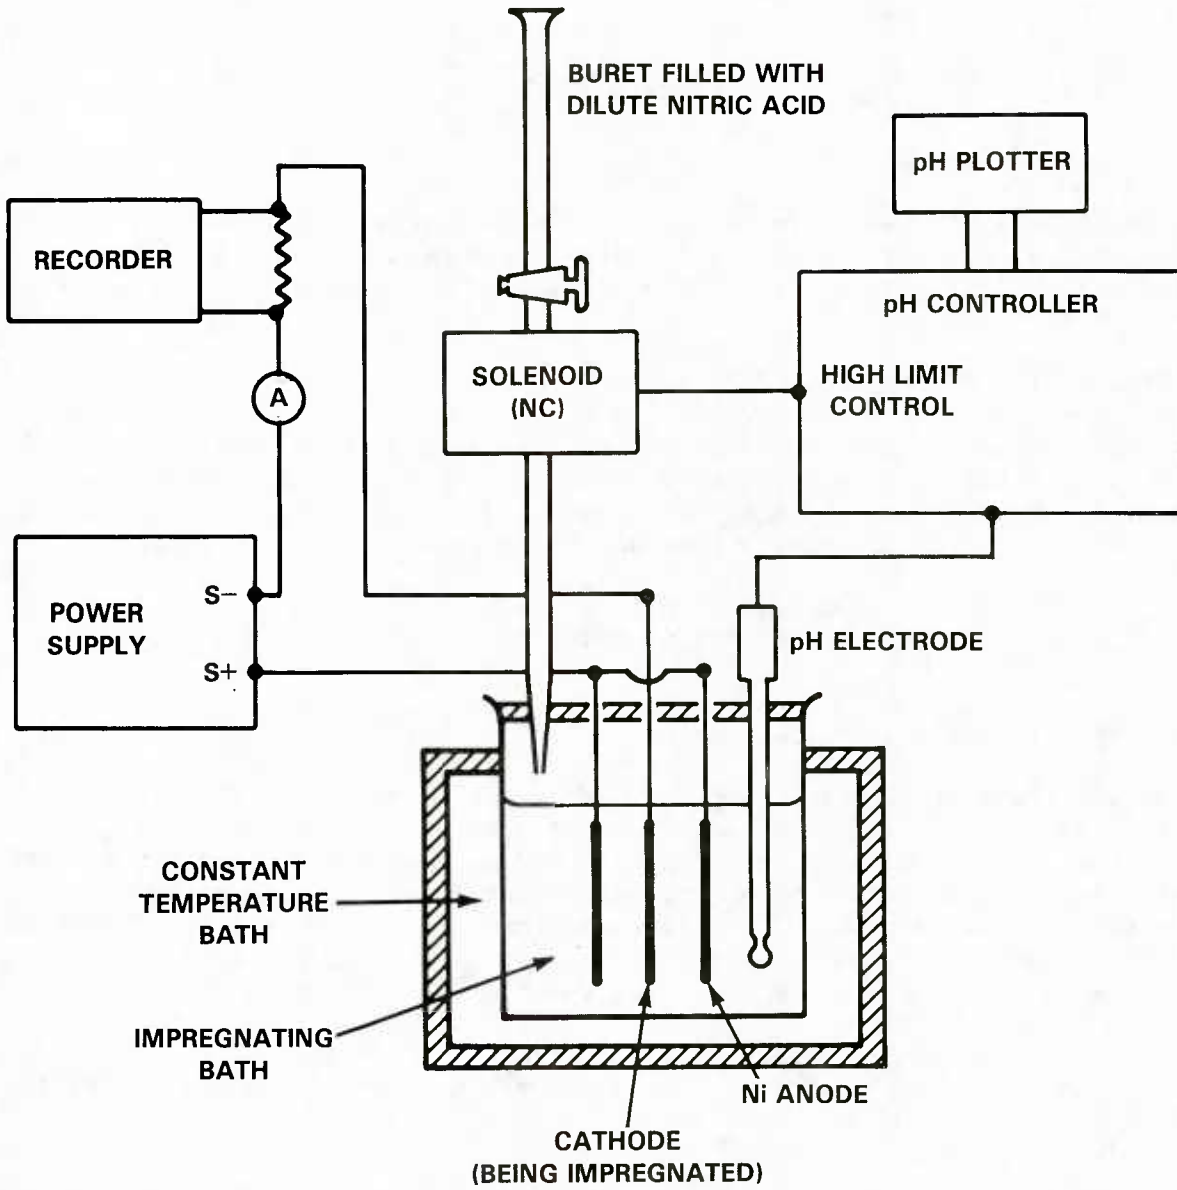 BURET FILLED WITH
DILUTE NITRIC ACID
pH PLOTTER
RECORDER
pH CONTROLLER
SOLENOID
(NC)
HIGH LIMIT
CONTROL
A
S−
POWER
SUPPLY
S+
pH ELECTRODE
CONSTANT
TEMPERATURE
BATH
IMPREGNATING
BATH
Ni ANODE
CATHODE
(BEING IMPREGNATED)